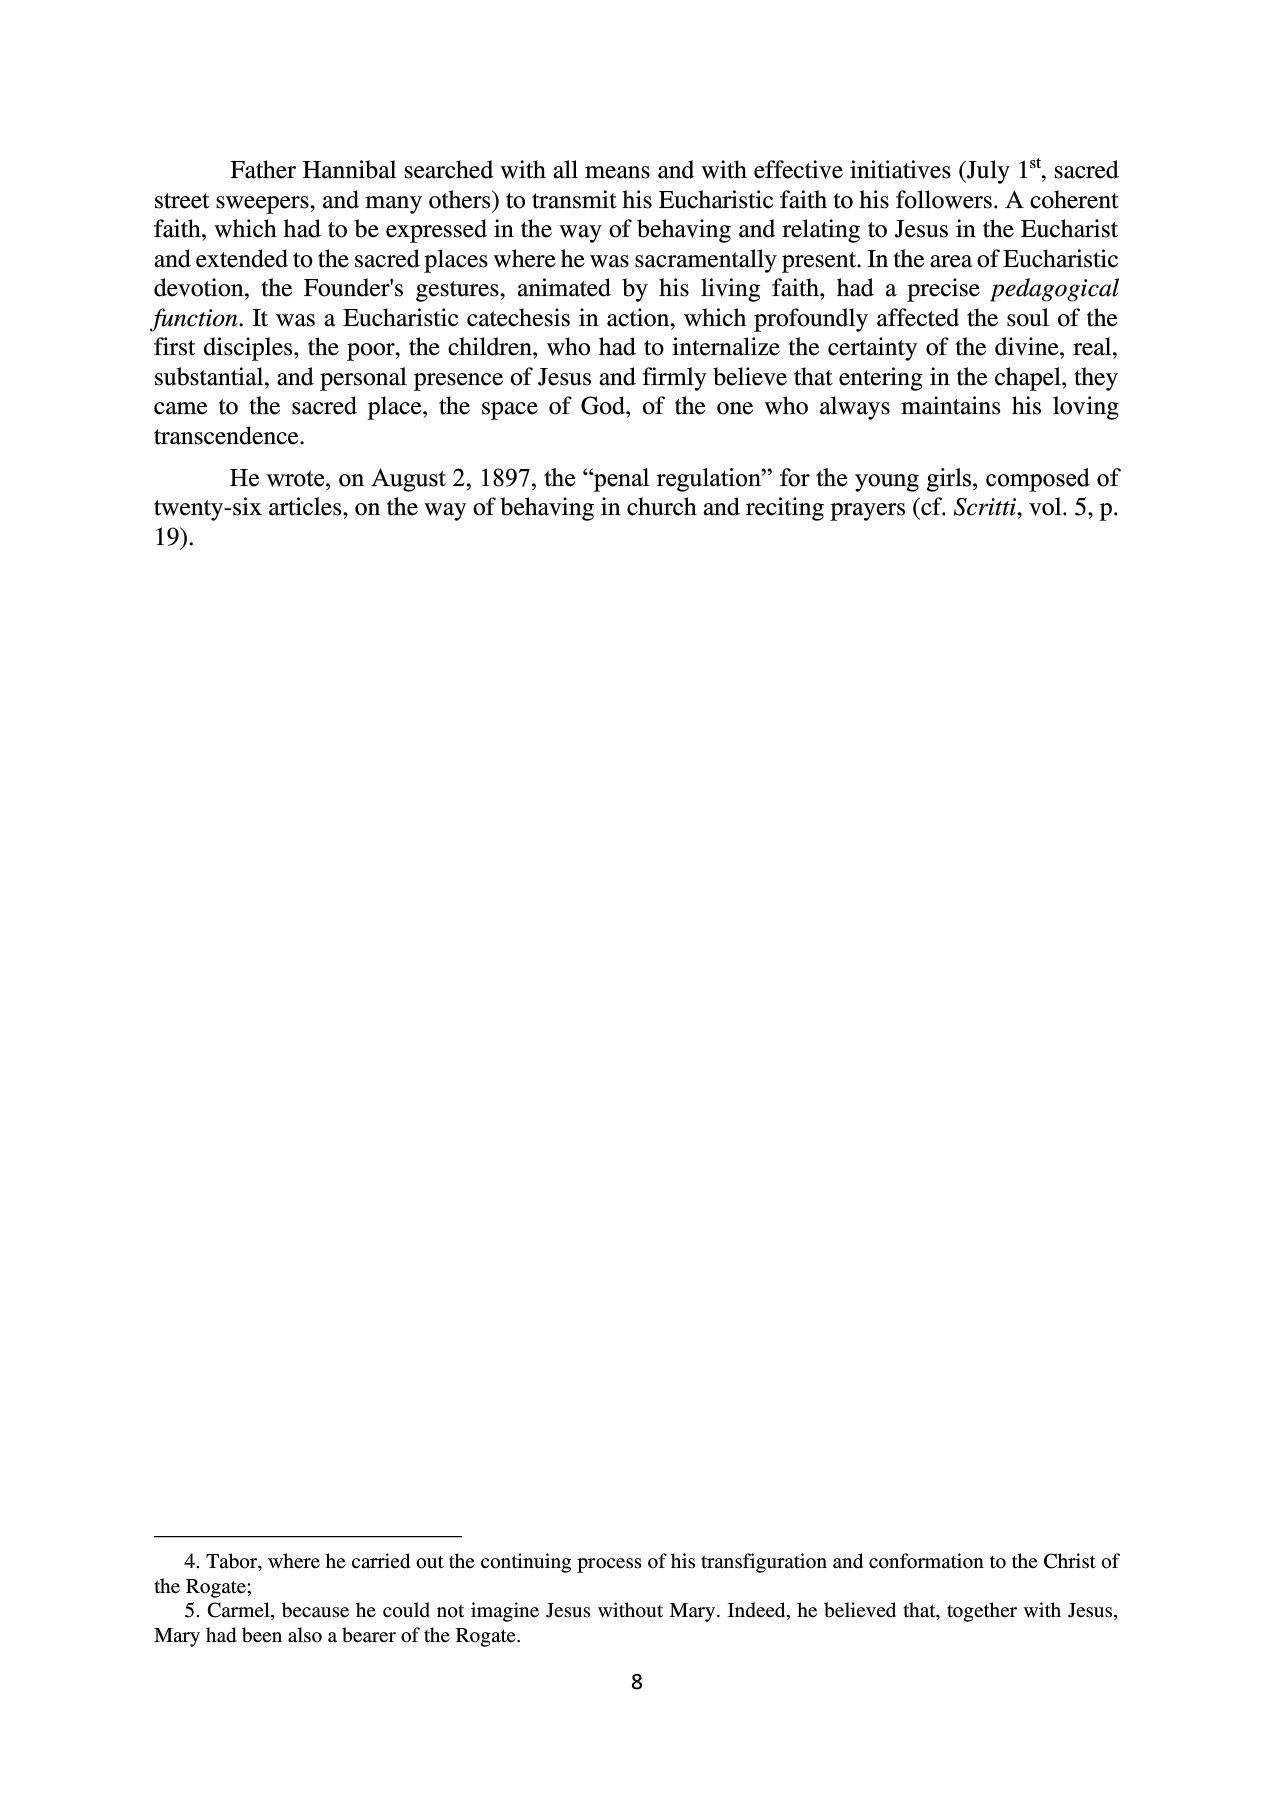 Father Hannibal searched with all means and with effective initiatives (July 1st, sacred
street sweepers, and many others) to transmit his Eucharistic faith to his followers. A coherent
faith, which had to be expressed in the way of behaving and relating to Jesus in the Eucharist
and extended to the sacred places where he was sacramentally present. In the area of Eucharistic
devotion, the Founder's gestures, animated by his living faith, had a precise pedagogical
function. It was a Eucharistic catechesis in action, which profoundly affected the soul of the
first disciples, the poor, the children, who had to internalize the certainty of the divine, real,
substantial, and personal presence of Jesus and firmly believe that entering in the chapel, they
came to the sacred place, the space of God, of the one who always maintains his loving
transcendence.
He wrote, on August 2, 1897, the “penal regulation” for the young girls, composed of
twenty-six articles, on the way of behaving in church and reciting prayers (cf. Scritti, vol. 5, p.
19).
4. Tabor, where he carried out the continuing process of his transfiguration and conformation to the Christ of
the Rogate;
5. Carmel, because he could not imagine Jesus without Mary. Indeed, he believed that, together with Jesus,
Mary had been also a bearer of the Rogate.
8